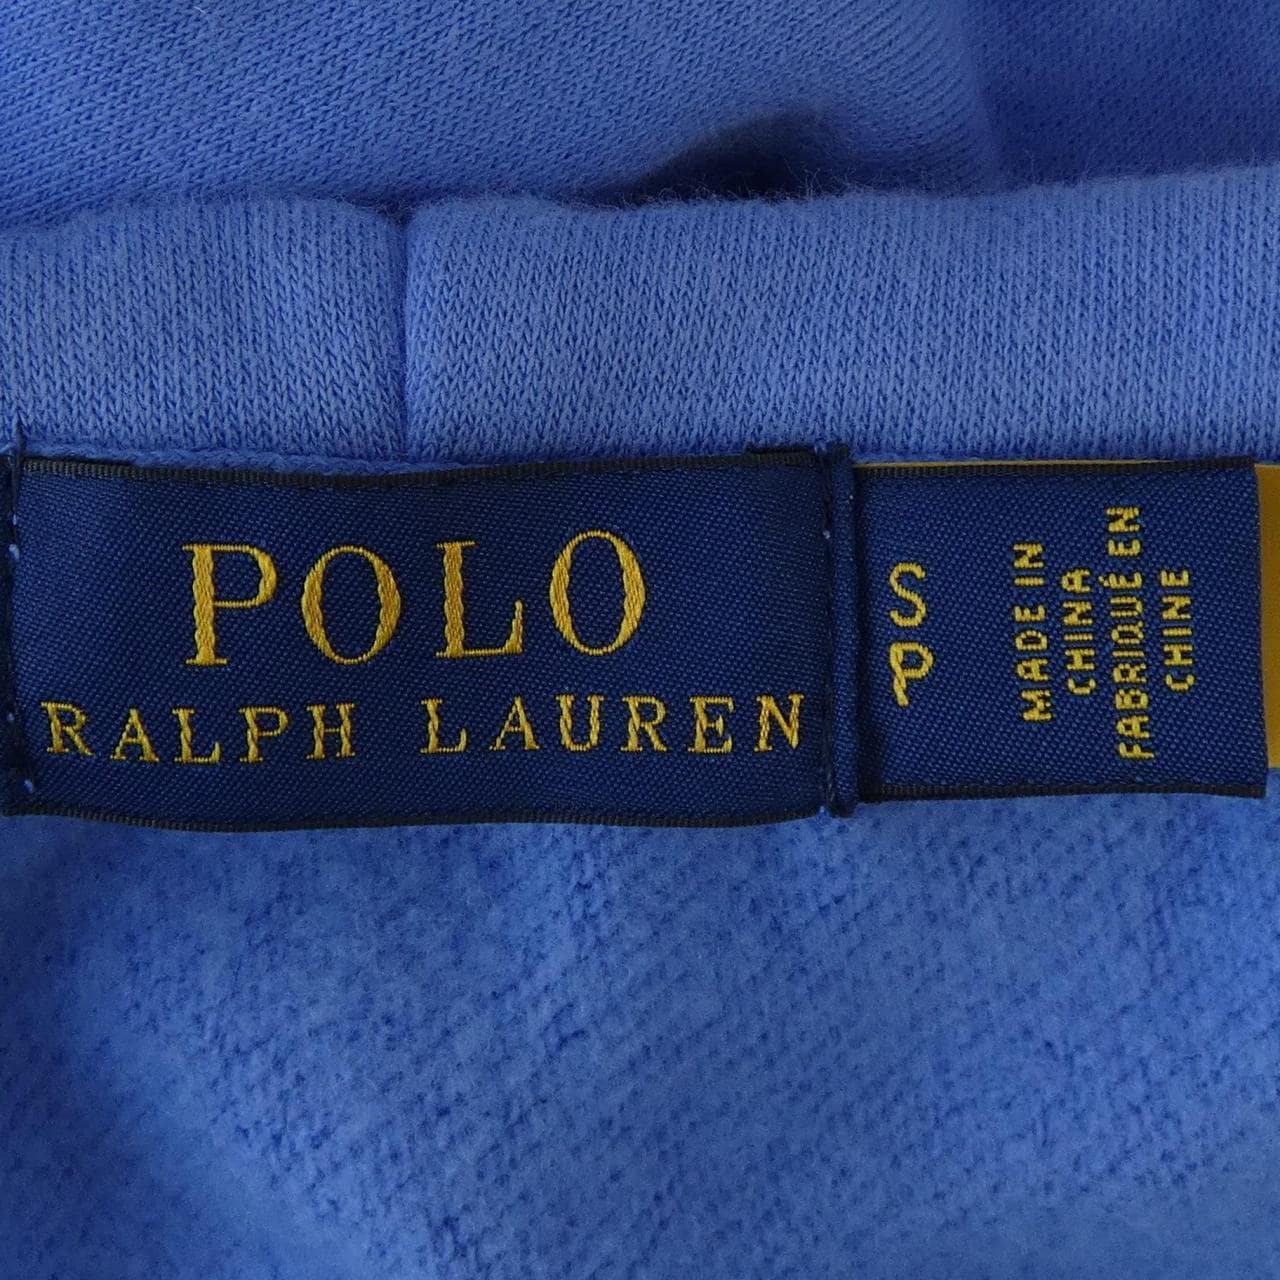 POLO
RALPH LAUREN
S
P
MADE IN
CHINA
FABRIQUÉ EN
CHINE